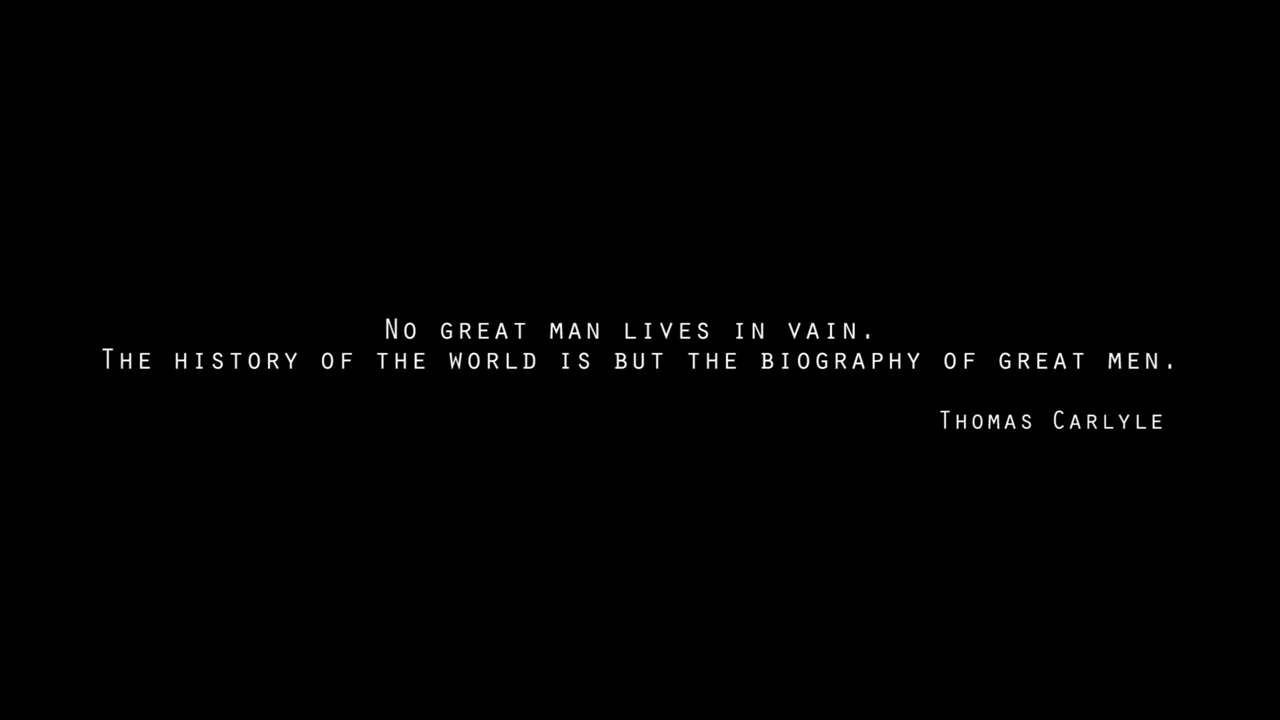 No great man lives in vain.
The history of the world is but the biography of great men.
Thomas Carlyle